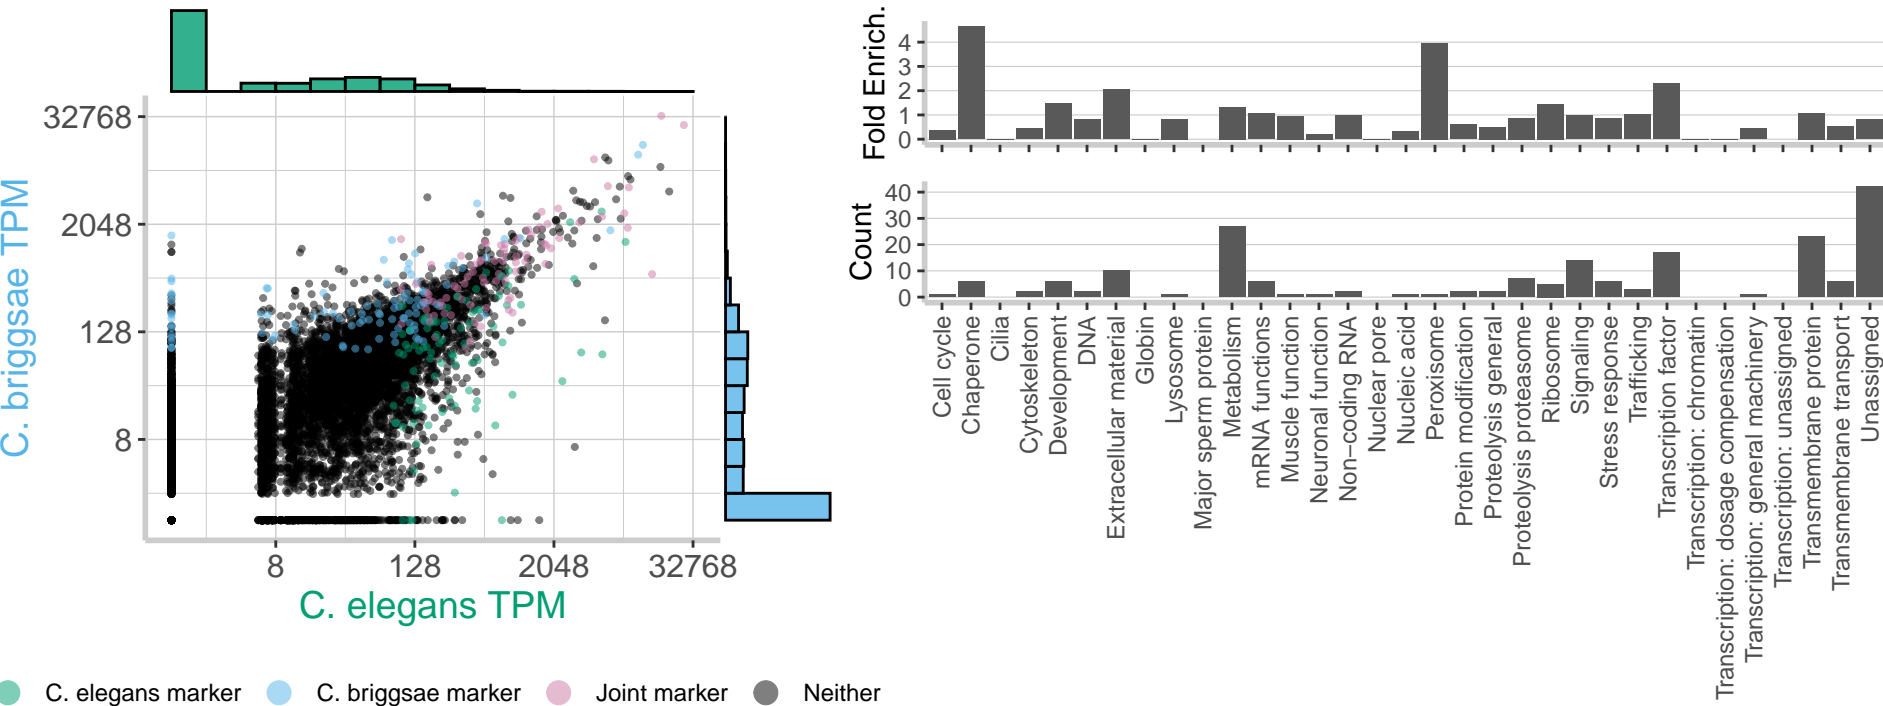 32768
2048
128
8
C. briggsae TPM
8
128
2048
32768
C. elegans TPM
C. elegans marker
C. briggsae marker
Joint marker
Neither
Fold Enrich.
4
3
2
1
0
Count
40
30
20
10
0
Cell cycle
Chaperone
Cilia
Cytoskeleton
Development
DNA
Extracellular material
Globin
Lysosome
Major sperm protein
Metabolism
mRNA functions
Muscle function
Neuronal function
Non−coding RNA
Nuclear pore
Nucleic acid
Peroxisome
Protein modification
Proteolysis general
Proteolysis proteasome
Ribosome
Signaling
Stress response
Trafficking
Transcription factor
Transcription: chromatin
Transcription: dosage compensation
Transcription: general machinery
Transcription: unassigned
Transmembrane protein
Transmembrane transport
Unassigned